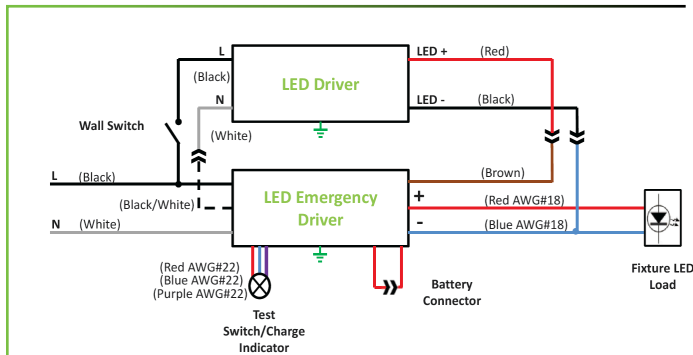 L
LED +
(Red)
(Black)
LED Driver
N
LED -
(Black)
Wall Switch
(White)
L
(Black)
(Brown)
LED Emergency
Driver
+
(Red AWG#18)
(Black/White)
N
(White)
-
(Blue AWG#18)
(Red AWG#22)
(Blue AWG#22)
(Purple AWG#22)
Fixture LED
Load
Battery
Connector
Test
Switch/Charge
Indicator